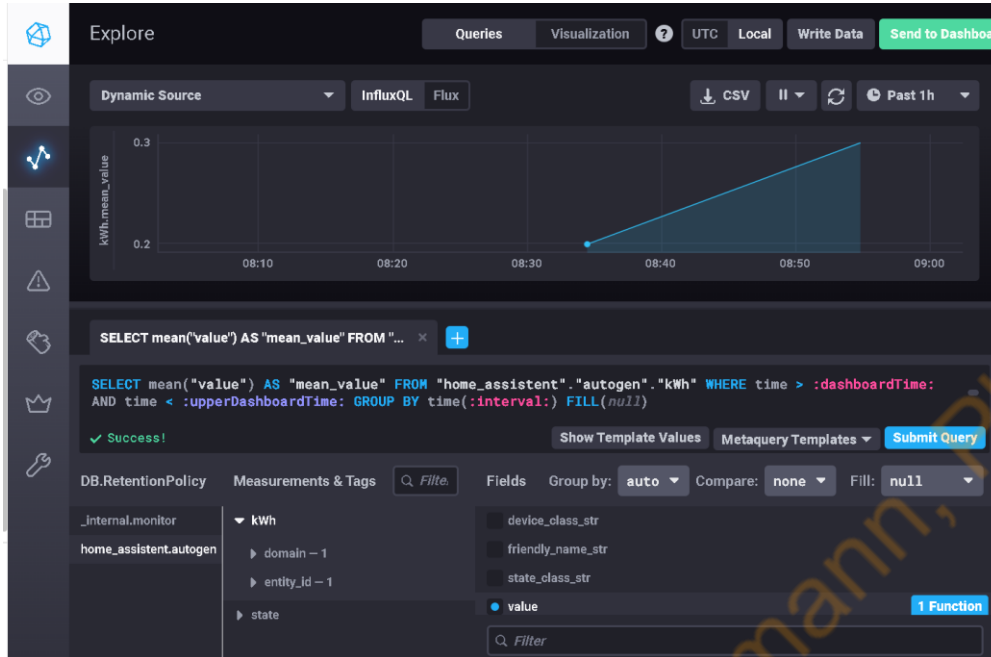 Explore
Queries Visualization ? UTC Local Write Data Send to Dashboa
Dynamic Source InfluxQL Flux CSV Past 1h
kWh.mean_value
0.3
0.2
08:10 08:20 08:30 08:40 08:50 09:00
SELECT mean("value") AS "mean_value" FROM "... × +
SELECT mean("value") AS "mean_value" FROM "home_assistent"."autogen"."kWh" WHERE time > :dashboardTime:
AND time < :upperDashboardTime: GROUP BY time(:interval:) FILL(null)
Success!
Show Template Values Metaquery Templates Submit Query
DB.RetentionPolicy Measurements & Tags Filte. Fields Group by: auto Compare: none Fill: null
_internal.monitor
home_assistent.autogen
kWh
domain — 1
entity_id — 1
state
device_class_str
friendly_name_str
state_class_str
value 1 Function
Filter
mann, P